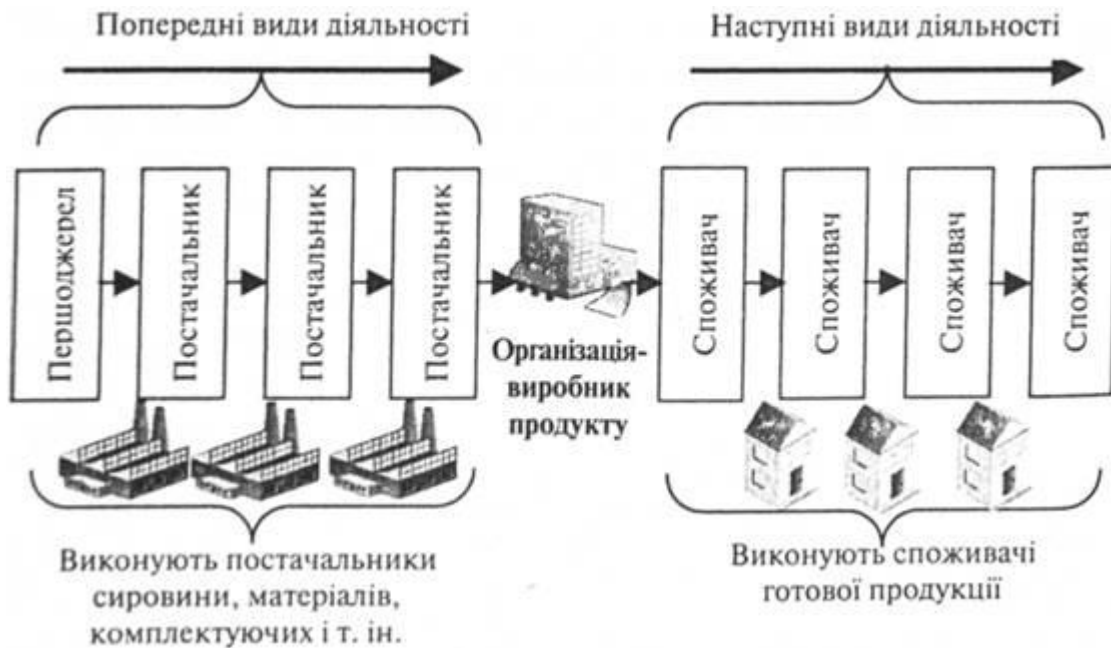 Попередні види діяльності
Наступні види діяльності
Першоджерел
Постачальник
Постачальник
Постачальник
Організація-
виробник
продукту
Споживач
Споживач
Споживач
Споживач
Виконують постачальники
сировини, матеріалів,
комплектуючих і т. ін.
Виконують споживачі
готової продукції